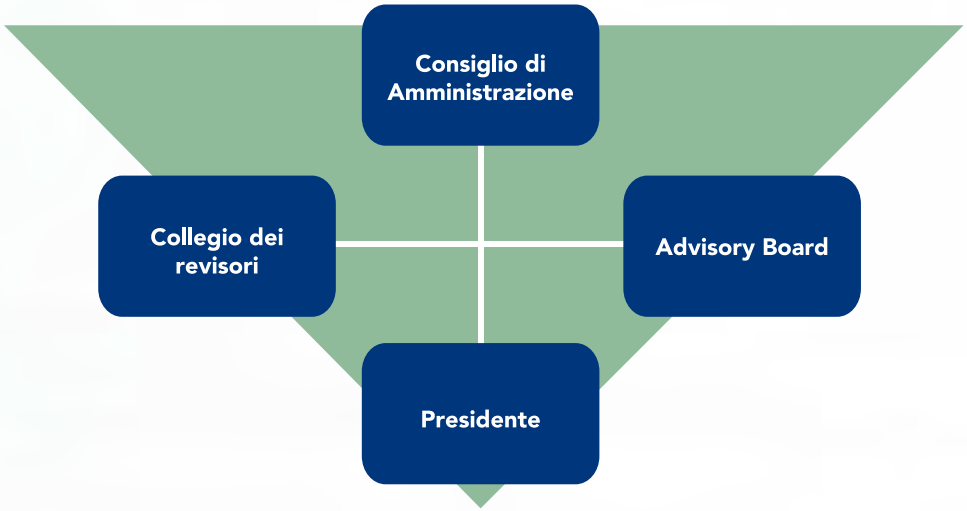 Consiglio di
Amministrazione
Collegio dei
revisori
Advisory Board
Presidente